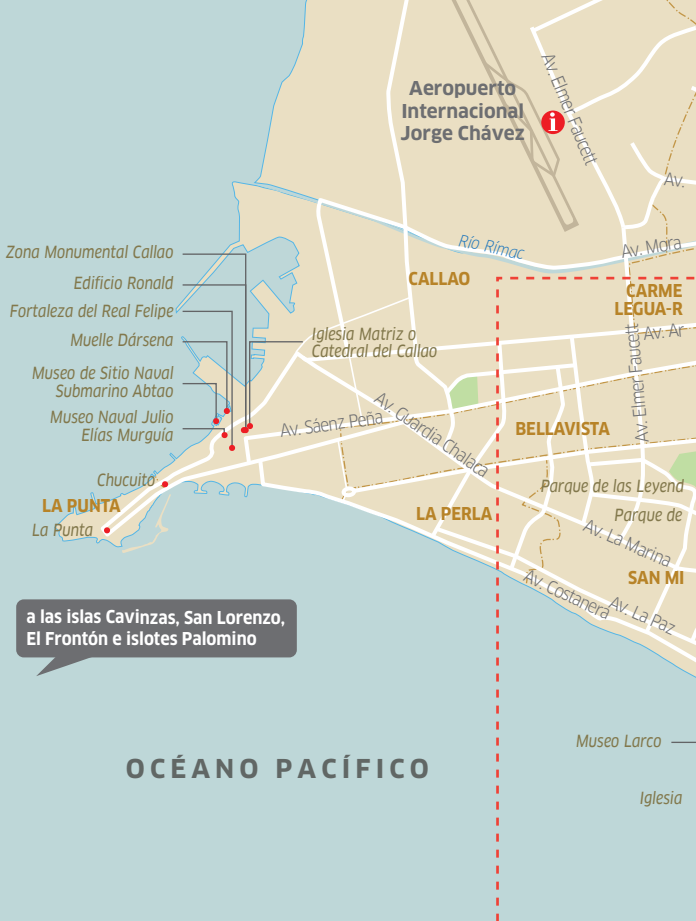 Aeropuerto
Internacional
Jorge Chávez
i
Av. Elmer Faucett
Av.
Río Rímac
Av. Mora
Zona Monumental Callao
Edificio Ronald
Fortaleza del Real Felipe
Muelle Dársena
Museo de Sitio Naval
Submarino Abtao
Museo Naval Julio
Elías Murguía
CALLAO
CARME
LEGUA-R
Av. Ar
Iglesia Matriz o
Catedral del Callao
Av. Elmer Faucett
Av. Sáenz Peña
Av. Guardia Chalaca
BELLAVISTA
Chucuito
LA PUNTA
La Punta
LA PERLA
Parque de las Leyend
Parque de
Av. La Marina
SAN MI
Av. Costanera
Av. La Paz
a las islas Cavinzas, San Lorenzo,
El Frontón e islotes Palomino
OCÉANO PACÍFICO
Museo Larco
Iglesia